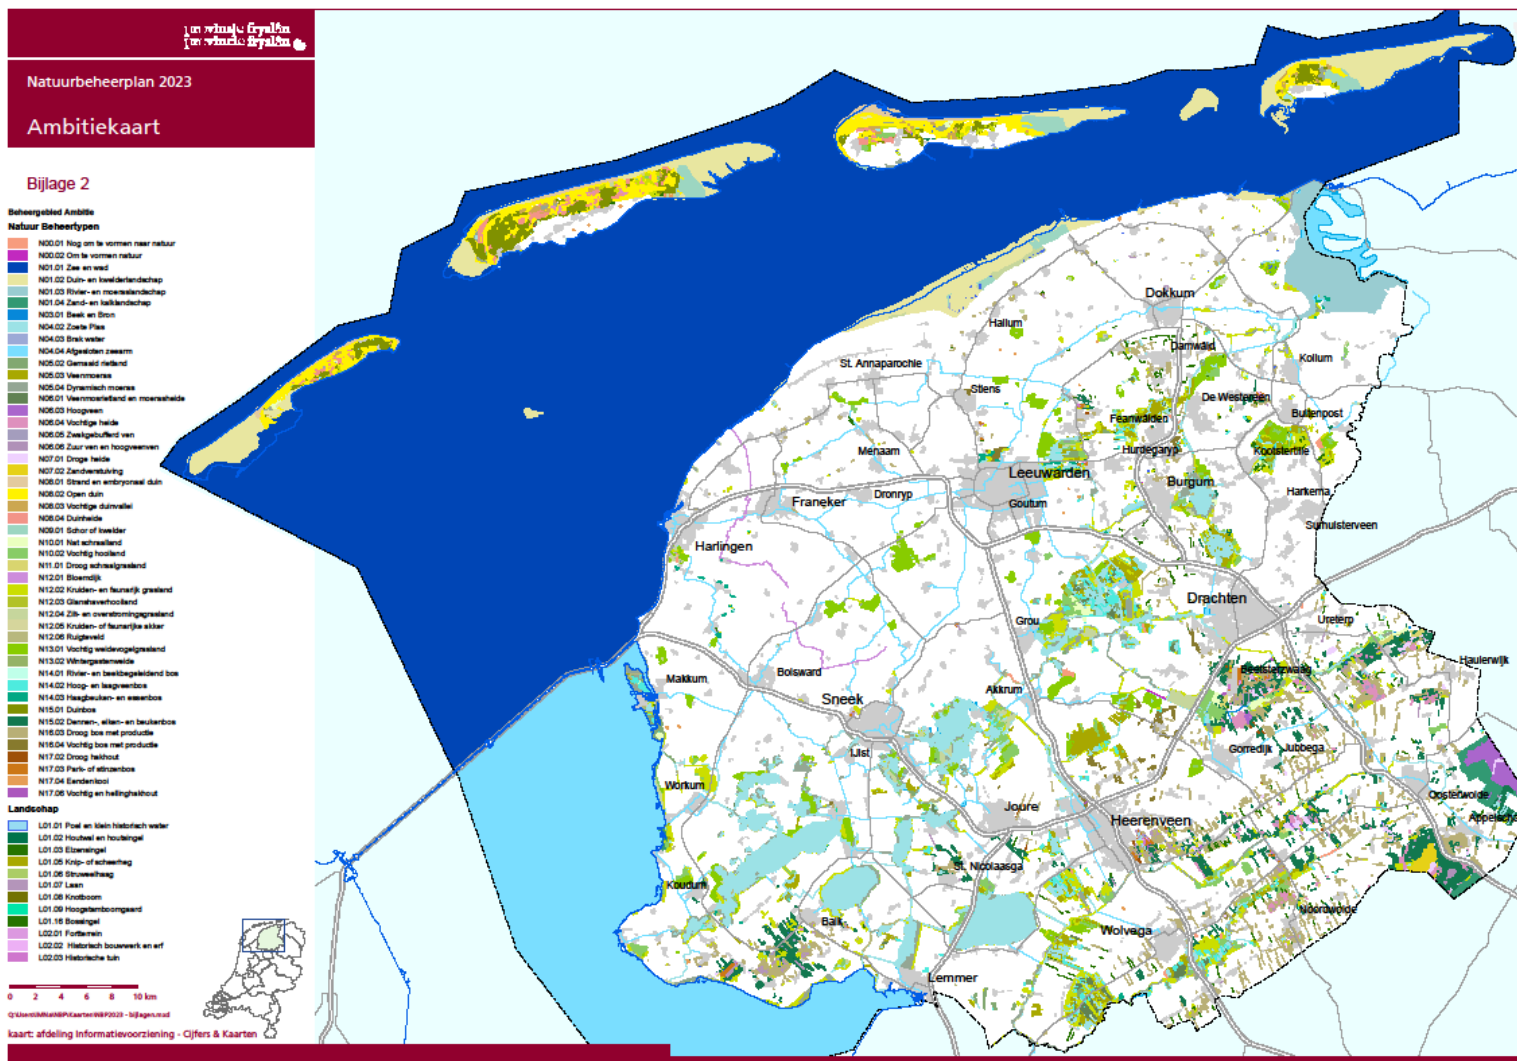 provinsje fryslân
provincie fryslân
Natuurbeheerplan 2023
Ambitiekaart
Bijlage 2
Beheergebied Ambitie
Natuur Beheertypen
N00.01 Nog om te vormen naar natuur
N00.02 Om te vormen natuur
N01.01 Zee en wad
N01.02 Duin- en kwelderlandschap
N01.03 Rivier- en moeraslandschap
N01.04 Zand- en kalklandschap
N03.01 Beek en Bron
N04.02 Zoete Plas
N04.03 Brak water
N04.04 Afgesloten zeearm
N05.02 Gemaaid rietland
N05.03 Veenmoeras
N05.04 Dynamisch moeras
N06.01 Veenmosrietland en moerasheide
N06.03 Hoogveen
N06.04 Vochtige heide
N06.05 Zwakgebufferd ven
N06.06 Zuur ven en hoogveenven
N07.01 Droge heide
N07.02 Zandverstuiving
N08.01 Strand en embryonaal duin
N08.02 Open duin
N08.03 Vochtige duinvallei
N08.04 Duinheide
N09.01 Schor of kwelder
N10.01 Nat schraalland
N10.02 Vochtig hooiland
N11.01 Droog schraalgrasland
N12.01 Bloemdijk
N12.02 Kruiden- en faunarijk grasland
N12.03 Glanshaverhooiland
N12.04 Zilt- en overstromingsgrasland
N12.05 Kruiden- of faunarijke akker
N12.06 Ruigteveld
N13.01 Vochtig weidevogelgrasland
N13.02 Wintergastenweide
N14.01 Rivier- en beekbegeleidend bos
N14.02 Hoog- en laagveenbos
N14.03 Haagbeuken- en essenbos
N15.01 Duinbos
N15.02 Dennen-, eiken- en beukenbos
N16.03 Droog bos met productie
N16.04 Vochtig bos met productie
N17.02 Droog hakhout
N17.03 Park- of stinzenbos
N17.04 Eendenkooi
N17.06 Vochtig en hellinghakhout
Landschap
L01.01 Poel en klein historisch water
L01.02 Houtwal en houtsingel
L01.03 Elzensingel
L01.05 Knip- of scheerheg
L01.06 Struweelhaag
L01.07 Laan
L01.08 Knotboom
L01.09 Hoogstamboomgaard
L01.16 Bossingel
L02.01 Fortterrein
L02.02 Historisch bouwwerk en erf
L02.03 Historische tuin
0 2 4 6 8 10 km
kaart: afdeling Informatievoorziening - Cijfers & Kaarten
Dokkum
Hallum
Damwâld
Kollum
St. Annaparochie
Stiens
De Westereen
Buitenpost
Feanwâlden
Menaam
Hurdegaryp
Kootstertille
Leeuwarden
Burgum
Harkema
Franeker
Dronryp
Goutum
Surhuisterveen
Harlingen
Drachten
Grou
Ureterp
Haulerwijk
Beetsterzwaag
Makkum
Bolsward
Akkrum
Sneek
IJlst
Gorredijk
Jubbega
Workum
Joure
Heerenveen
Oosterwolde
Appelscha
St. Nicolaasga
Koudum
Noordwolde
Balk
Wolvega
Lemmer